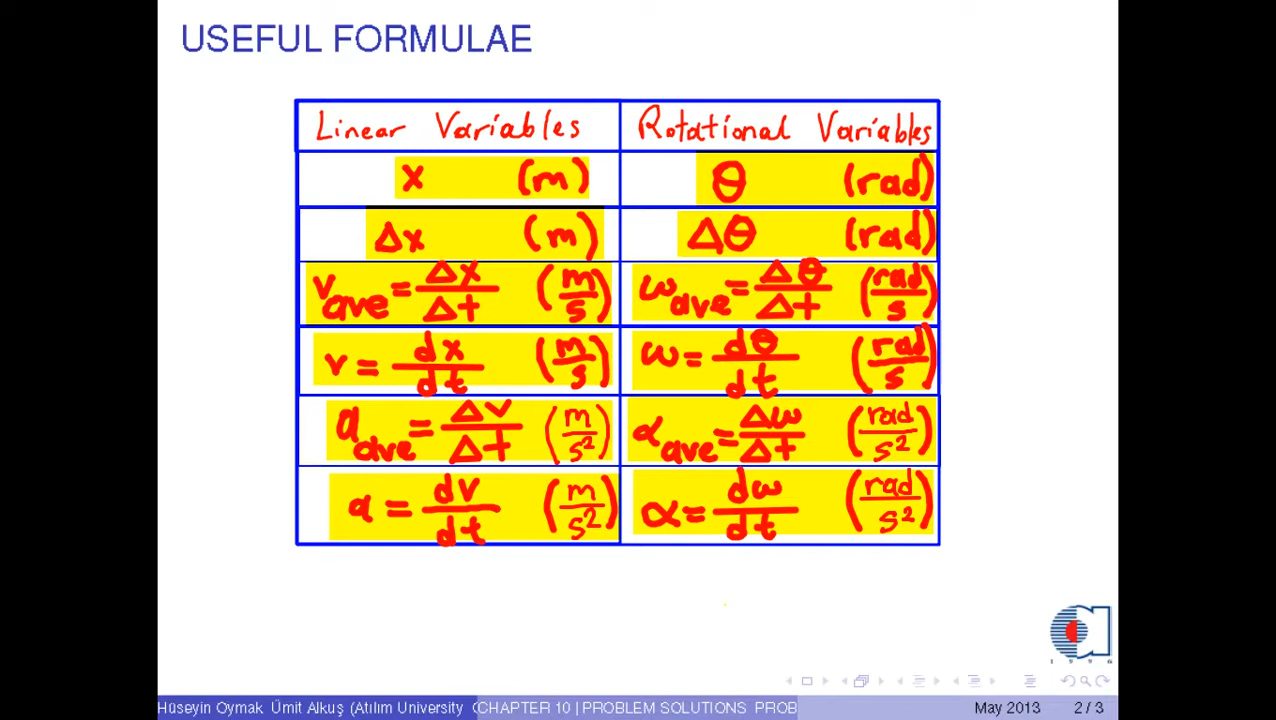 USEFUL FORMULAE
Linear Variables Rotational Variables
x (m) θ (rad)
Δx (m) Δθ (rad)
v_ave = Δx/Δt (m/s) ω_ave = Δθ/Δt (rad/s)
v = dx/dt (m/s) ω = dθ/dt (rad/s)
a_ave = Δv/Δt (m/s²) α_ave = Δω/Δt (rad/s²)
a = dv/dt (m/s²) α = dω/dt (rad/s²)
1996
Hüseyin Oymak Ümit Alkuş (Atılım University CHAPTER 10 | PROBLEM SOLUTIONS PROB May 2013 2 / 3